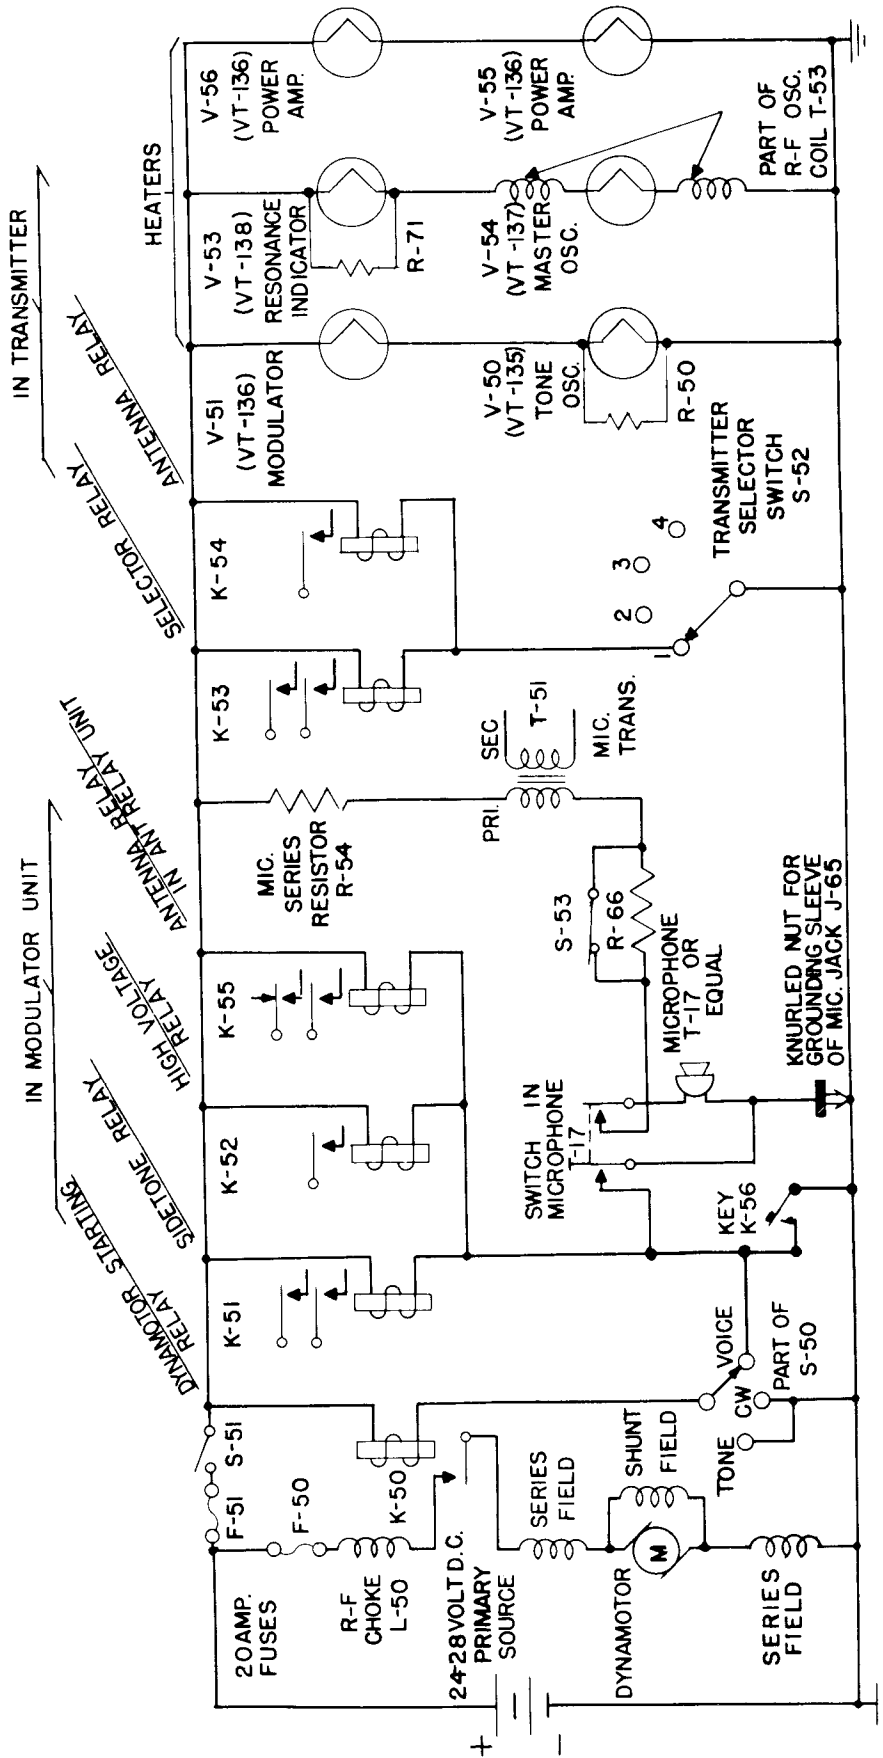 IN MODULATOR UNIT
IN TRANSMITTER
DYNAMOTOR STARTING
RELAY
SIDETONE RELAY
HIGH VOLTAGE
RELAY
ANTENNA RELAY
IN ANT RELAY UNIT
SELECTOR RELAY
ANTENNA RELAY
HEATERS
+
–
24-28 VOLT D.C.
PRIMARY
SOURCE
20 AMP.
FUSES
F-51
S-51
F-50
R-F
CHOKE
L-50
K-50
SERIES
FIELD
SHUNT
FIELD
DYNAMOTOR
M
SERIES
FIELD
TONE
CW
VOICE
PART OF
S-50
K-51
K-52
K-55
KEY
K-56
SWITCH IN
MICROPHONE
T-17
MICROPHONE
T-17 OR
EQUAL
KNURLED NUT FOR
GROUNDING SLEEVE
OF MIC. JACK J-65
S-53
R-66
MIC.
SERIES
RESISTOR
R-54
PRI.
SEC
T-51
MIC.
TRANS.
K-53
K-54
1
2
3
4
TRANSMITTER
SELECTOR
SWITCH
S-52
V-51
(VT-136)
MODULATOR
V-50
(VT-135)
TONE
OSC.
R-50
V-53
(VT-138)
RESONANCE
INDICATOR
R-71
V-54
(VT-137)
MASTER
OSC.
V-56
(VT-136)
POWER
AMP.
V-55
(VT-136)
POWER
AMP.
PART OF
R-F OSC.
COIL T-53